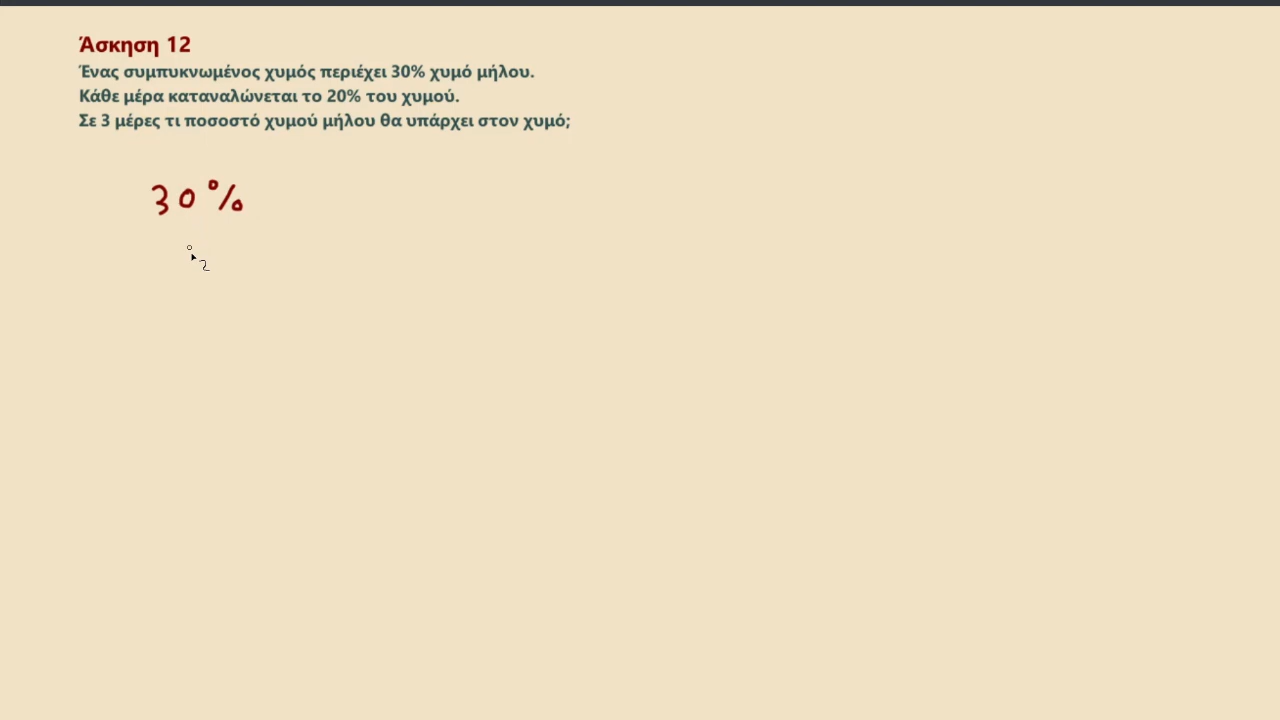 Άσκηση 12
Ένας συμπυκνωμένος χυμός περιέχει 30% χυμό μήλου.
Κάθε μέρα καταναλώνεται το 20% του χυμού.
Σε 3 μέρες τι ποσοστό χυμού μήλου θα υπάρχει στον χυμό;
30%